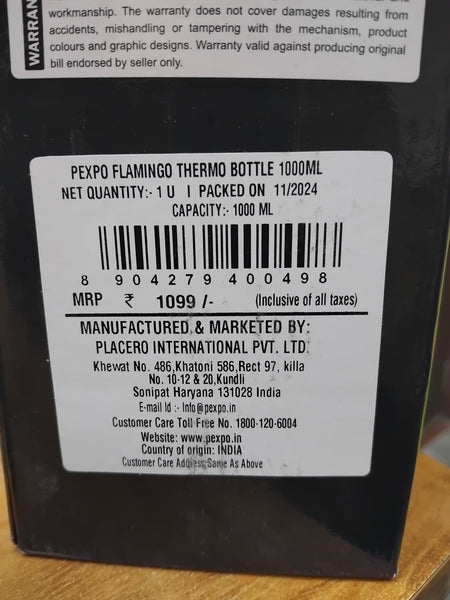 WARRAN
workmanship. The warranty does not cover damages resulting from
accidents, mishandling or tampering with the mechanism, product
colours and graphic designs. Warranty valid against producing original
bill endorsed by seller only.
PEXPO FLAMINGO THERMO BOTTLE 1000ML
NET QUANTITY:- 1 U | PACKED ON 11/2024
CAPACITY:- 1000 ML
8 904279 400498
MRP ₹ 1099 /- (Inclusive of all taxes)
MANUFACTURED & MARKETED BY:
PLACERO INTERNATIONAL PVT. LTD.
Khewat No. 486,Khatoni 586,Rect 97, killa
No. 10-12 & 20,Kundli
Sonipat Haryana 131028 India
E-mail Id :- Info@pexpo.in
Customer Care Toll Free No. 1800-120-6004
Website: www.pexpo.in
Country of origin: INDIA
Customer Care Address:Same As Above